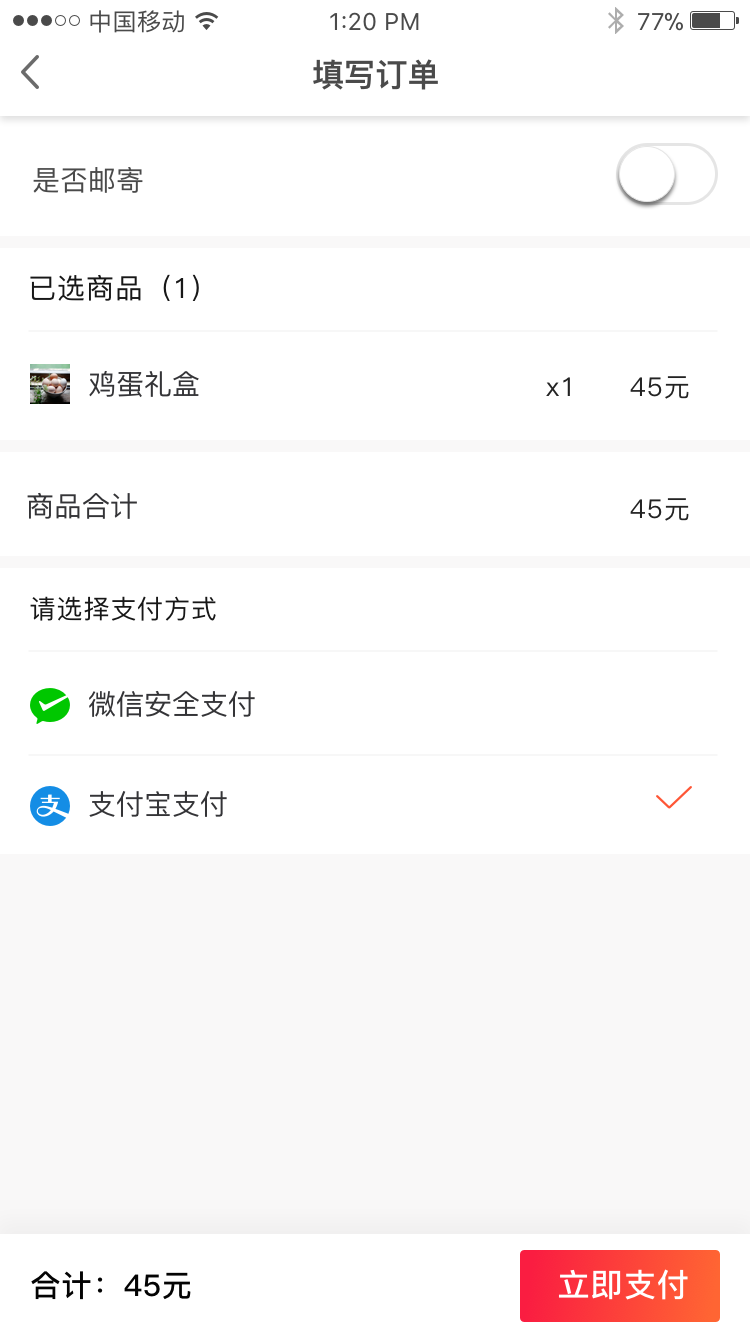 中国移动 1:20 PM 77%
填写订单
是否邮寄
已选商品（1）
鸡蛋礼盒 x1 45元
商品合计 45元
请选择支付方式
微信安全支付
支 支付宝支付
合计：45元 立即支付